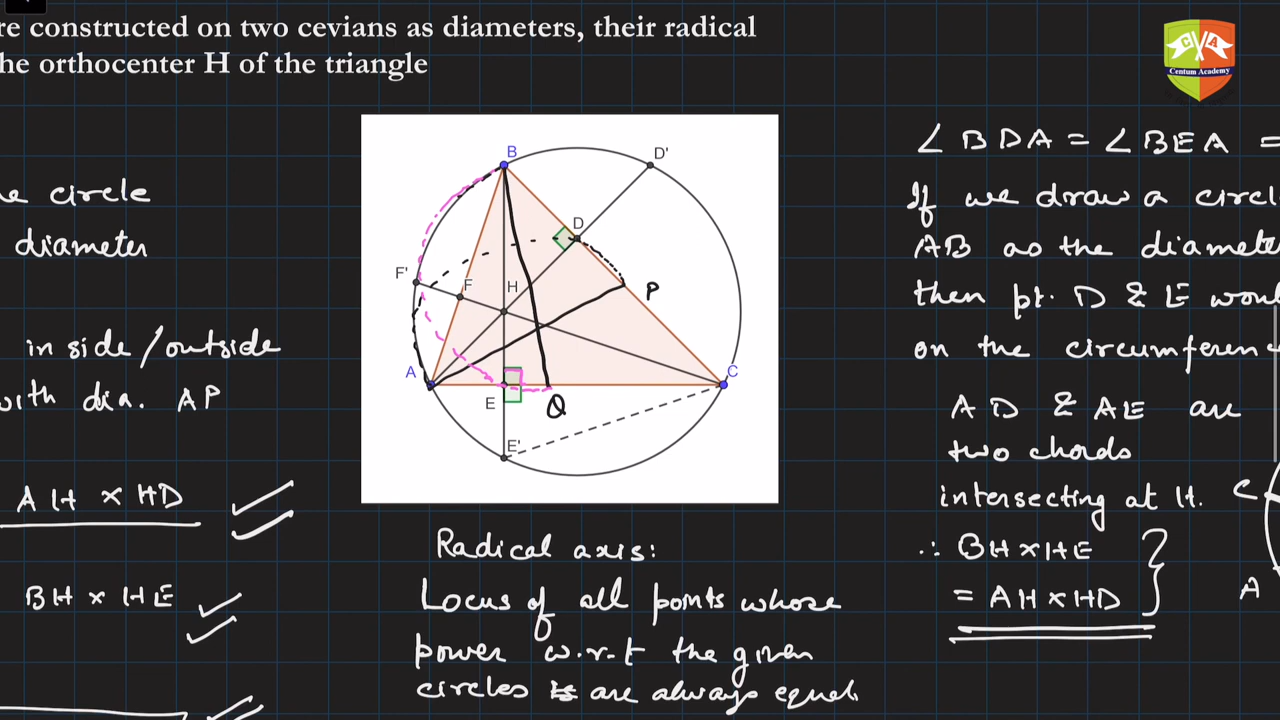 re constructed on two cevians as diameters, their radical
he orthocenter H of the triangle
C A
Centum Academy
e circle
diameter
in side/outside
with dia. AP
AH × HD
BH × HE
B
D'
D
F'
F
H
P
A
C
E
Q
E'
Radical axis:
Locus of all points whose
power w.r.t the given
circles are always equal.
∠BDA = ∠BEA =
If we draw a circl
AB as the diamete
then pt. D & E woul
on the circumferen
AD & AE are
two chords
intersecting at H.
∴ BH×HE
= AH×HD
C
A